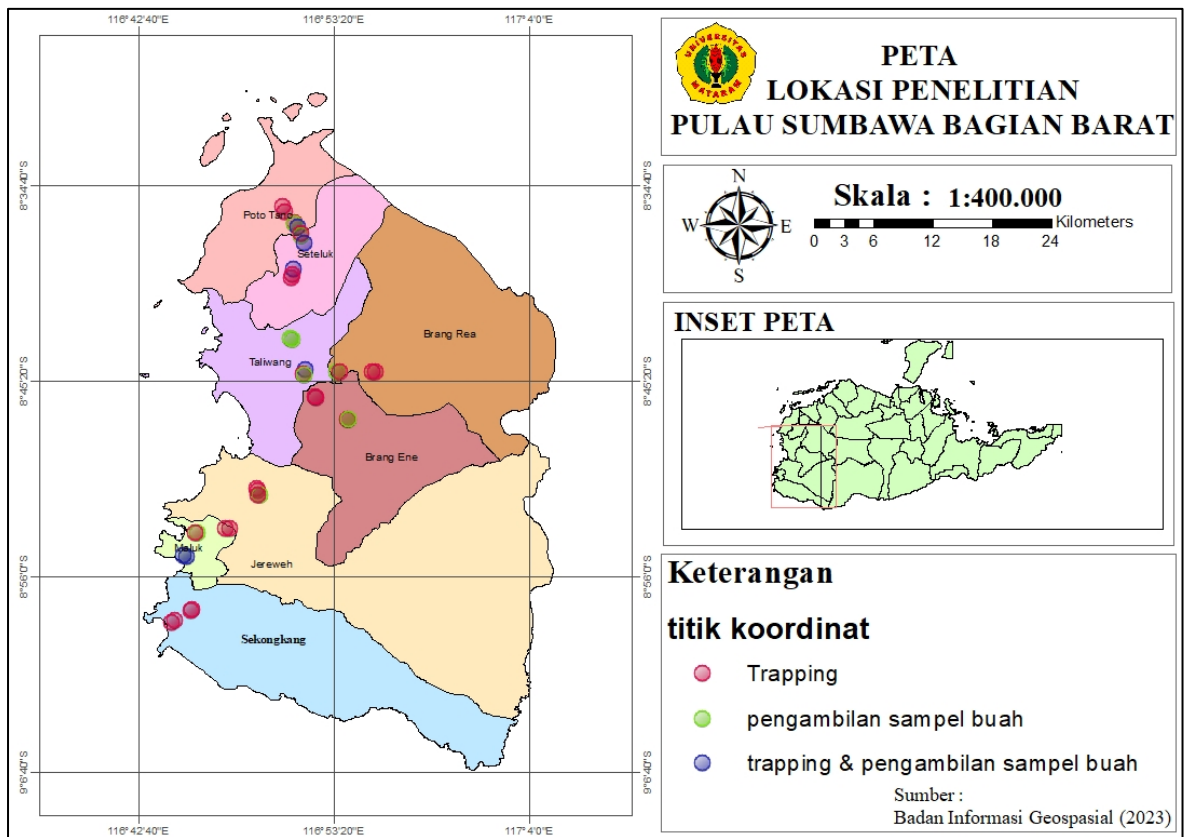 116°42'40"E
116°53'20"E
117°4'0"E
8°34'40"S
8°45'20"S
8°56'0"S
9°6'40"S
8°34'40"S
8°45'20"S
8°56'0"S
9°6'40"S
116°42'40"E
116°53'20"E
117°4'0"E
Poto Tano
Seteluk
Brang Rea
Taliwang
Brang Ene
Maluk
Jereweh
Sekongkang
UNIVERSITAS
MATARAM
PETA
LOKASI PENELITIAN
PULAU SUMBAWA BAGIAN BARAT
N
W
E
S
Skala : 1:400.000
Kilometers
0 3 6 12 18 24
INSET PETA
Keterangan
titik koordinat
Trapping
pengambilan sampel buah
trapping & pengambilan sampel buah
Sumber :
Badan Informasi Geospasial (2023)